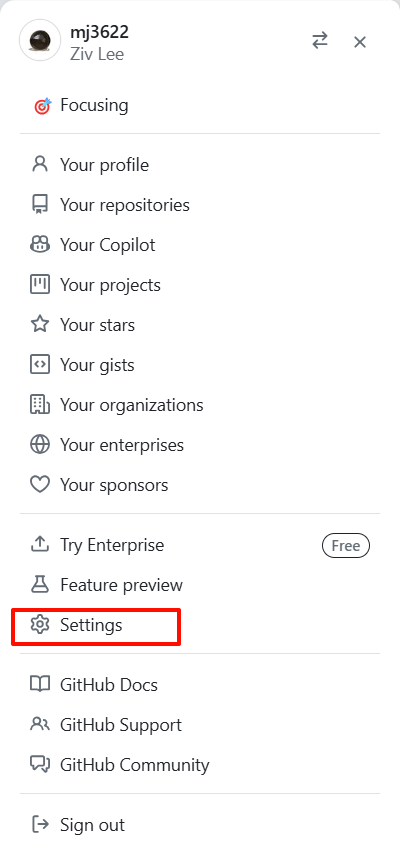 mj3622
Ziv Lee
Focusing
Your profile
Your repositories
Your Copilot
Your projects
Your stars
Your gists
Your organizations
Your enterprises
Your sponsors
Try Enterprise Free
Feature preview
Settings
GitHub Docs
GitHub Support
GitHub Community
Sign out